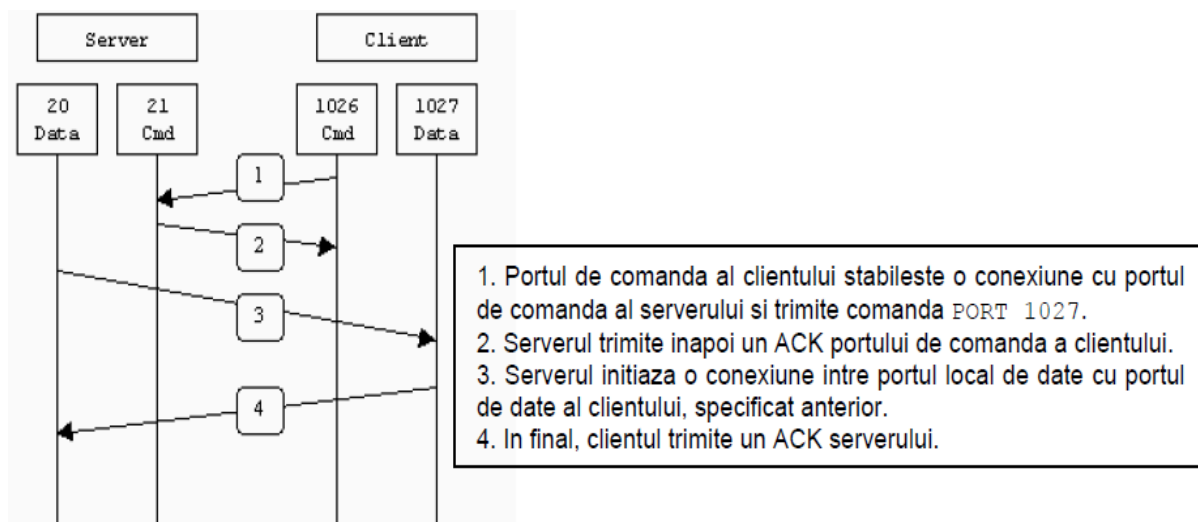 Server Client
20 21 1026 1027
Data Cmd Cmd Data
1
2
3
4
1. Portul de comanda al clientului stabileste o conexiune cu portul
de comanda al serverului si trimite comanda PORT 1027.
2. Serverul trimite inapoi un ACK portului de comanda a clientului.
3. Serverul initiaza o conexiune intre portul local de date cu portul
de date al clientului, specificat anterior.
4. In final, clientul trimite un ACK serverului.